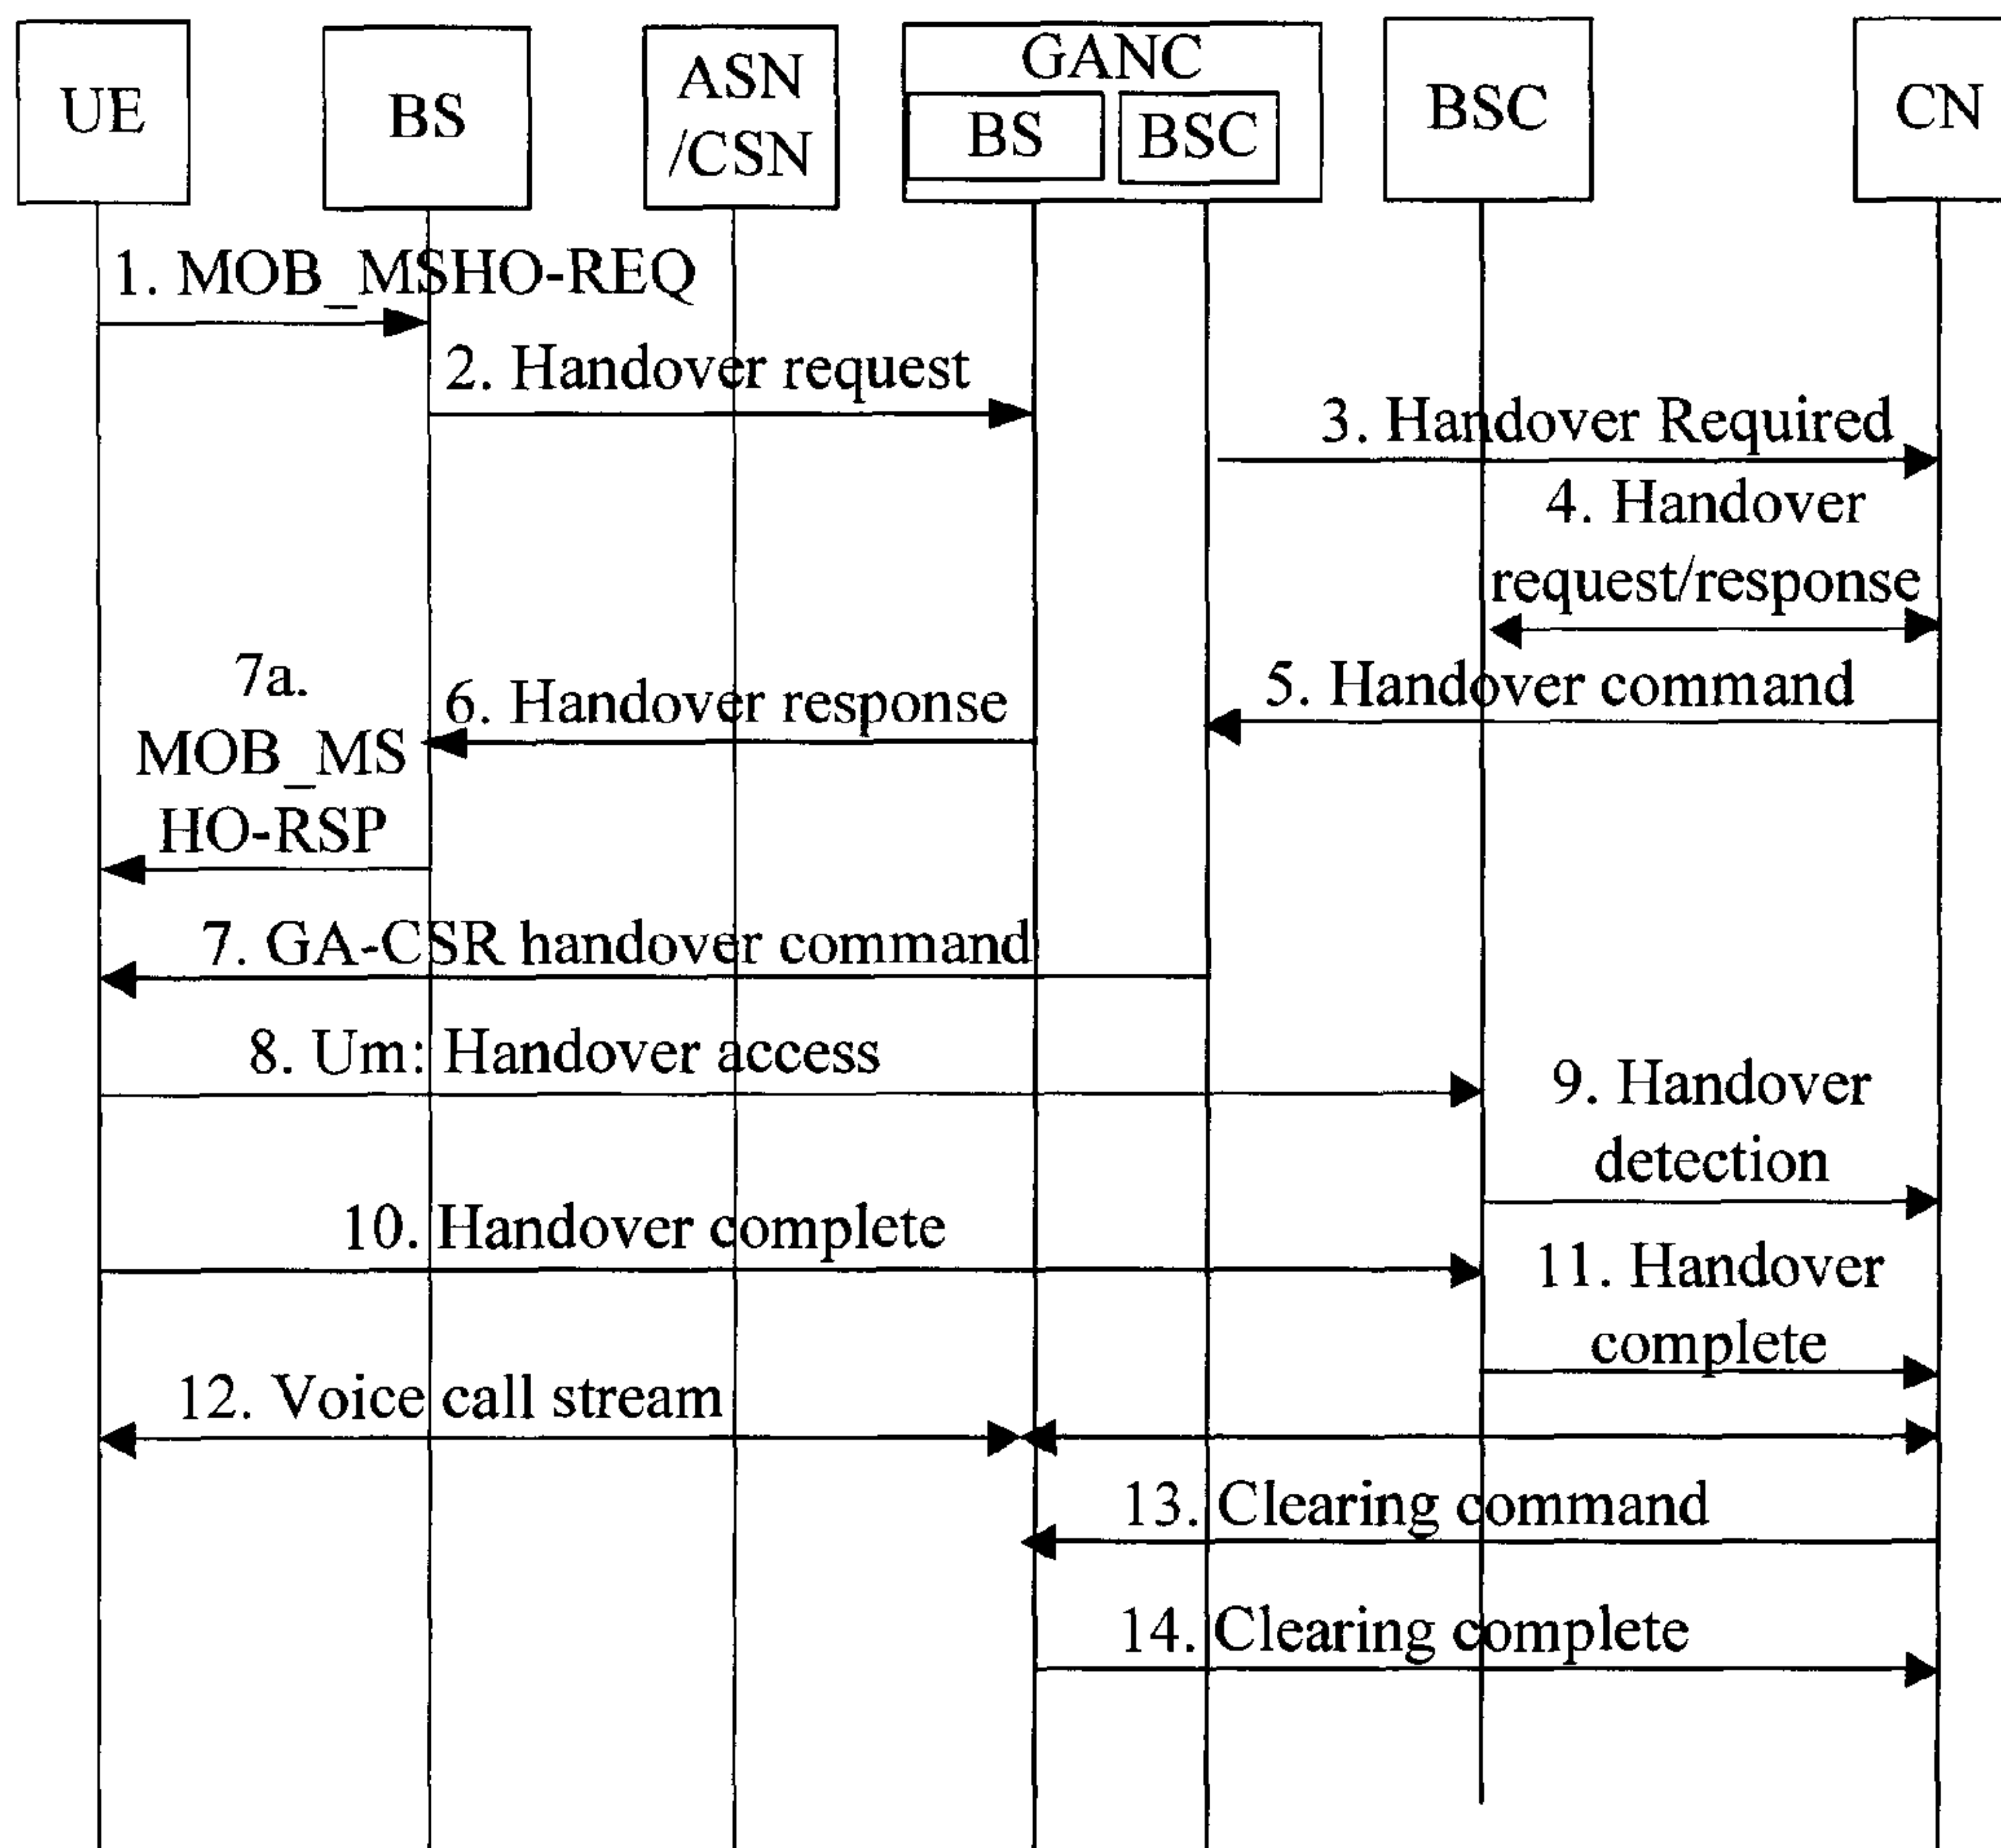 UE
BS
ASN
/CSN
GANC
BS
BSC
BSC
CN
1. MOB_MSHO-REQ
2. Handover request
3. Handover Required
4. Handover
request/response
5. Handover command
6. Handover response
7a.
MOB_MS
HO-RSP
7. GA-CSR handover command
8. Um: Handover access
9. Handover
detection
10. Handover complete
11. Handover
complete
12. Voice call stream
13. Clearing command
14. Clearing complete